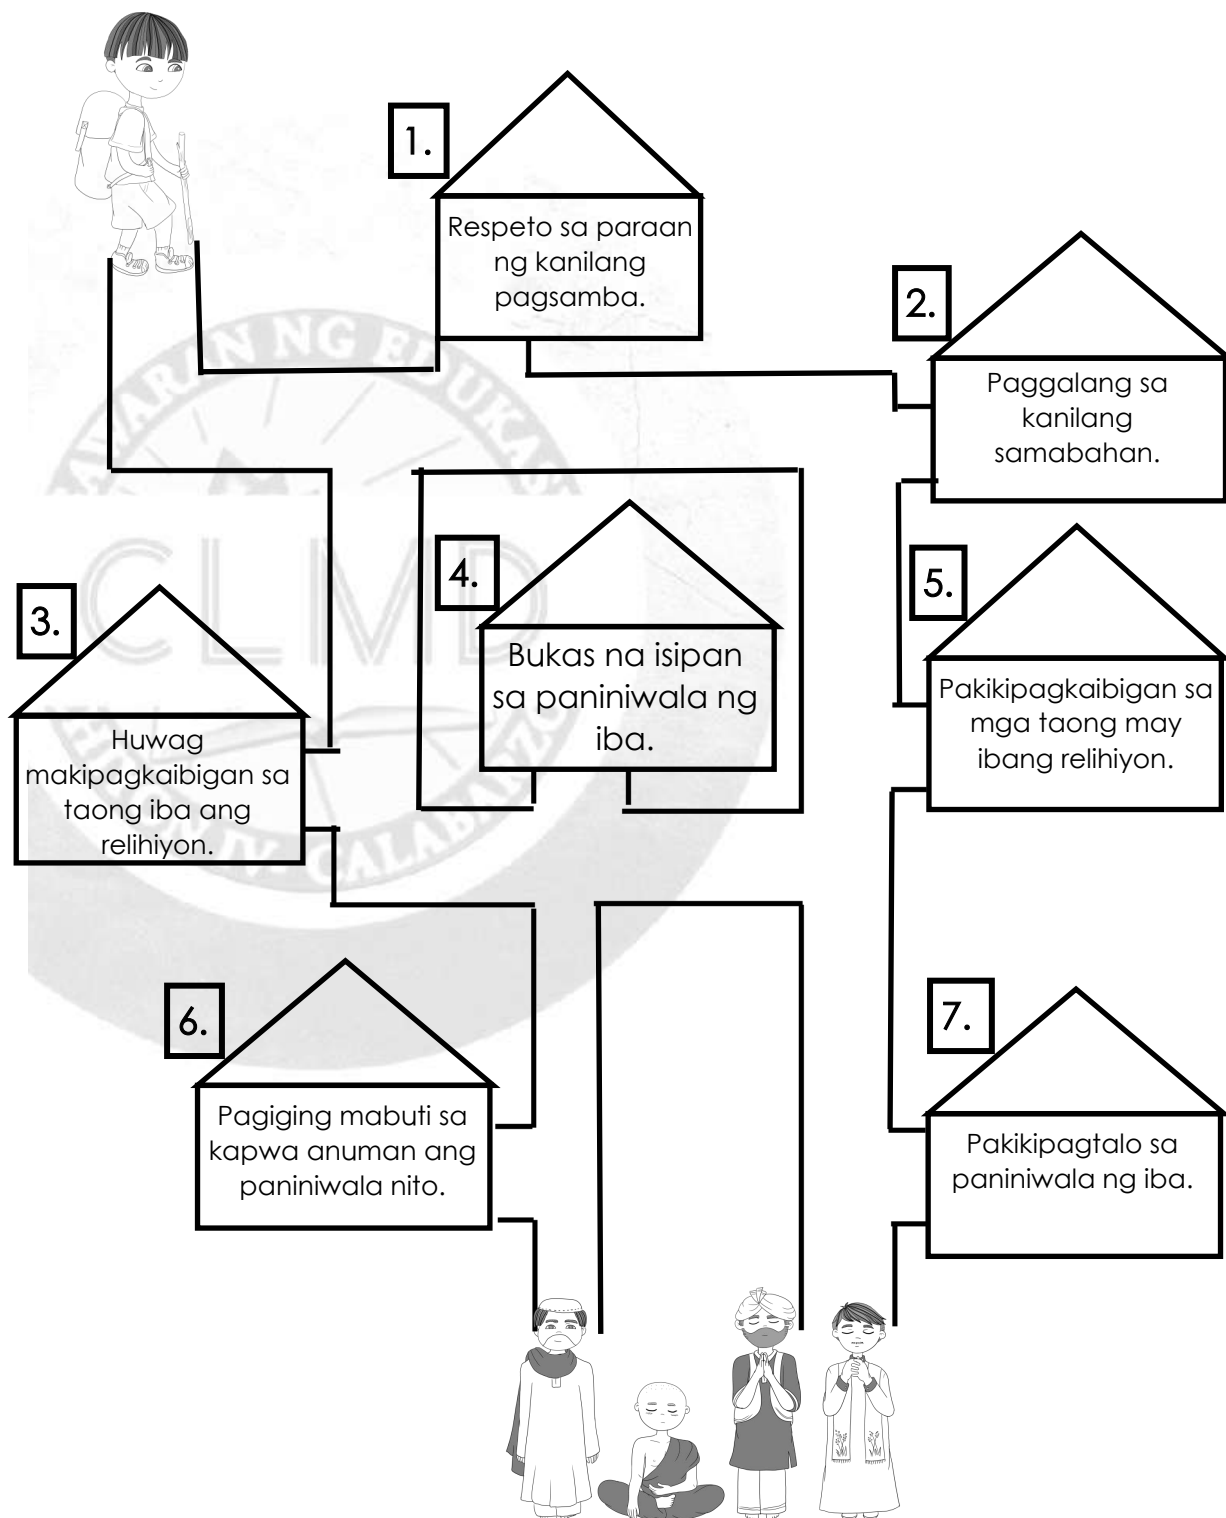 1.
Respeto sa paraan
ng kanilang
pagsamba.
2.
Paggalang sa
kanilang
samabahan.
3.
Huwag
makipagkaibigan sa
taong iba ang
relihiyon.
4.
Bukas na isipan
sa paniniwala ng
iba.
5.
Pakikipagkaibigan sa
mga taong may
ibang relihiyon.
6.
Pagiging mabuti sa
kapwa anuman ang
paniniwala nito.
7.
Pakikipagtalo sa
paniniwala ng iba.
CLMD